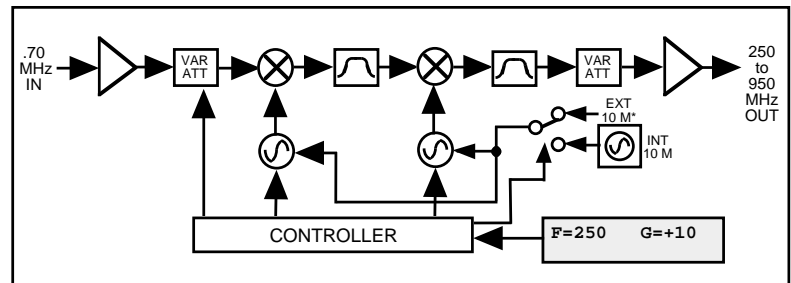 .70
MHz
IN
VAR
ATT
VAR
ATT
250
to
950
MHz
OUT
EXT
10 M*
INT
10 M
CONTROLLER
F=250 G=+10